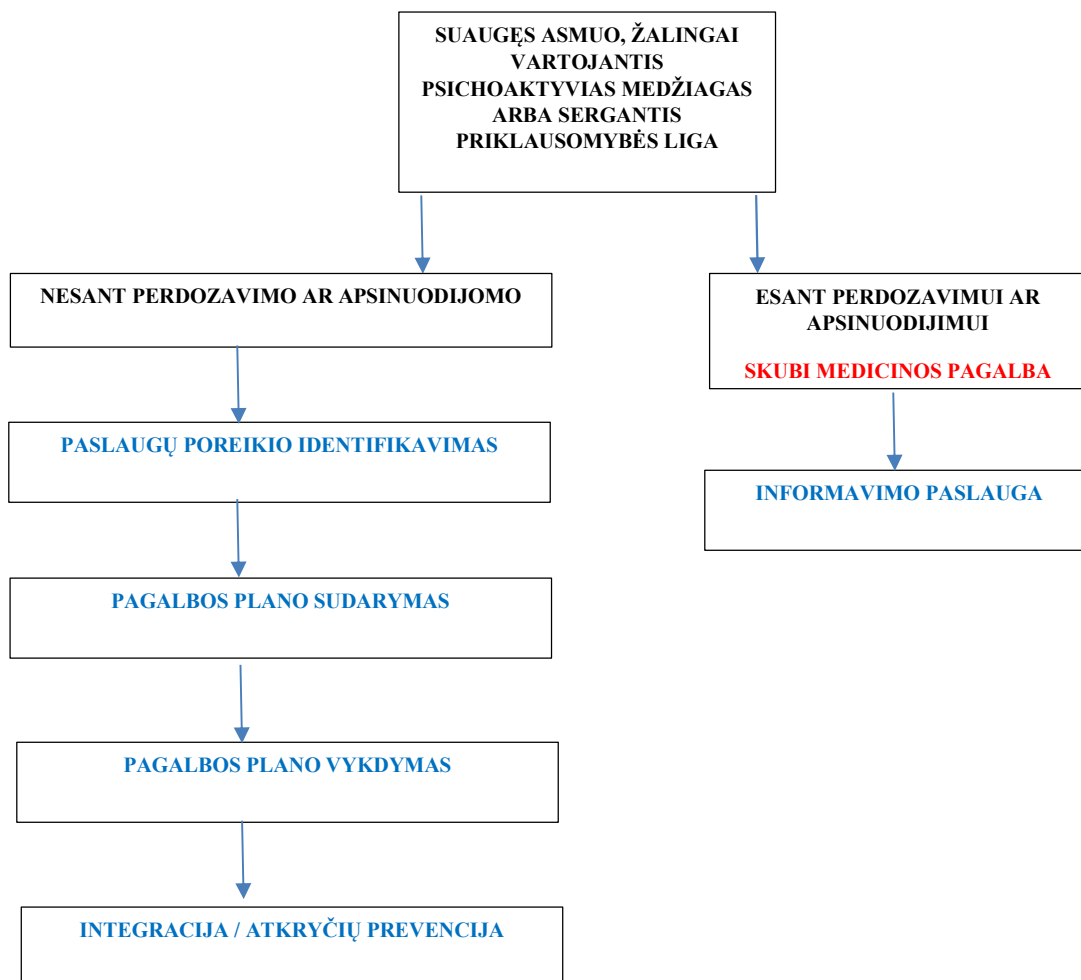 SUAUGĘS ASMUO, ŽALINGAI
VARTOJANTIS
PSICHOAKTYVIAS MEDŽIAGAS
ARBA SERGANTIS
PRIKLAUSOMYBĖS LIGA
NESANT PERDOZAVIMO AR APSINUODIJOMO
ESANT PERDOZAVIMUI AR
APSINUODIJIMUI
SKUBI MEDICINOS PAGALBA
PASLAUGŲ POREIKIO IDENTIFIKAVIMAS
INFORMAVIMO PASLAUGA
PAGALBOS PLANO SUDARYMAS
PAGALBOS PLANO VYKDYMAS
INTEGRACIJA / ATKRYČIŲ PREVENCIJA